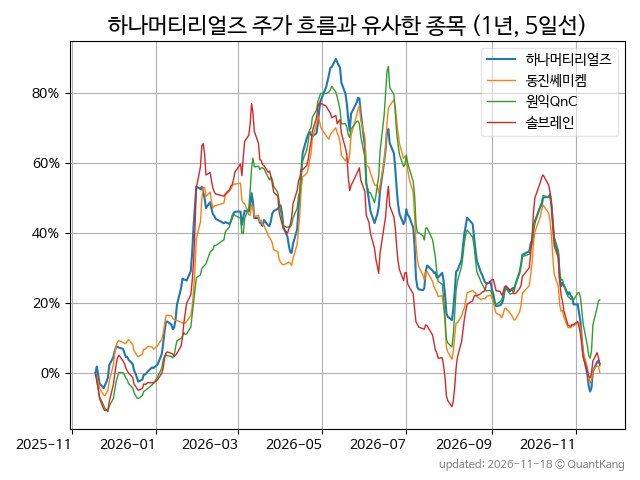 하나머티리얼즈 주가 흐름과 유사한 종목 (1년, 5일선)
하나머티리얼즈
동진쎄미켐
원익QnC
솔브레인
80%
60%
40%
20%
0%
2025-11
2026-01
2026-03
2026-05
2026-07
2026-09
2026-11
updated: 2026-11-18 © QuantKang